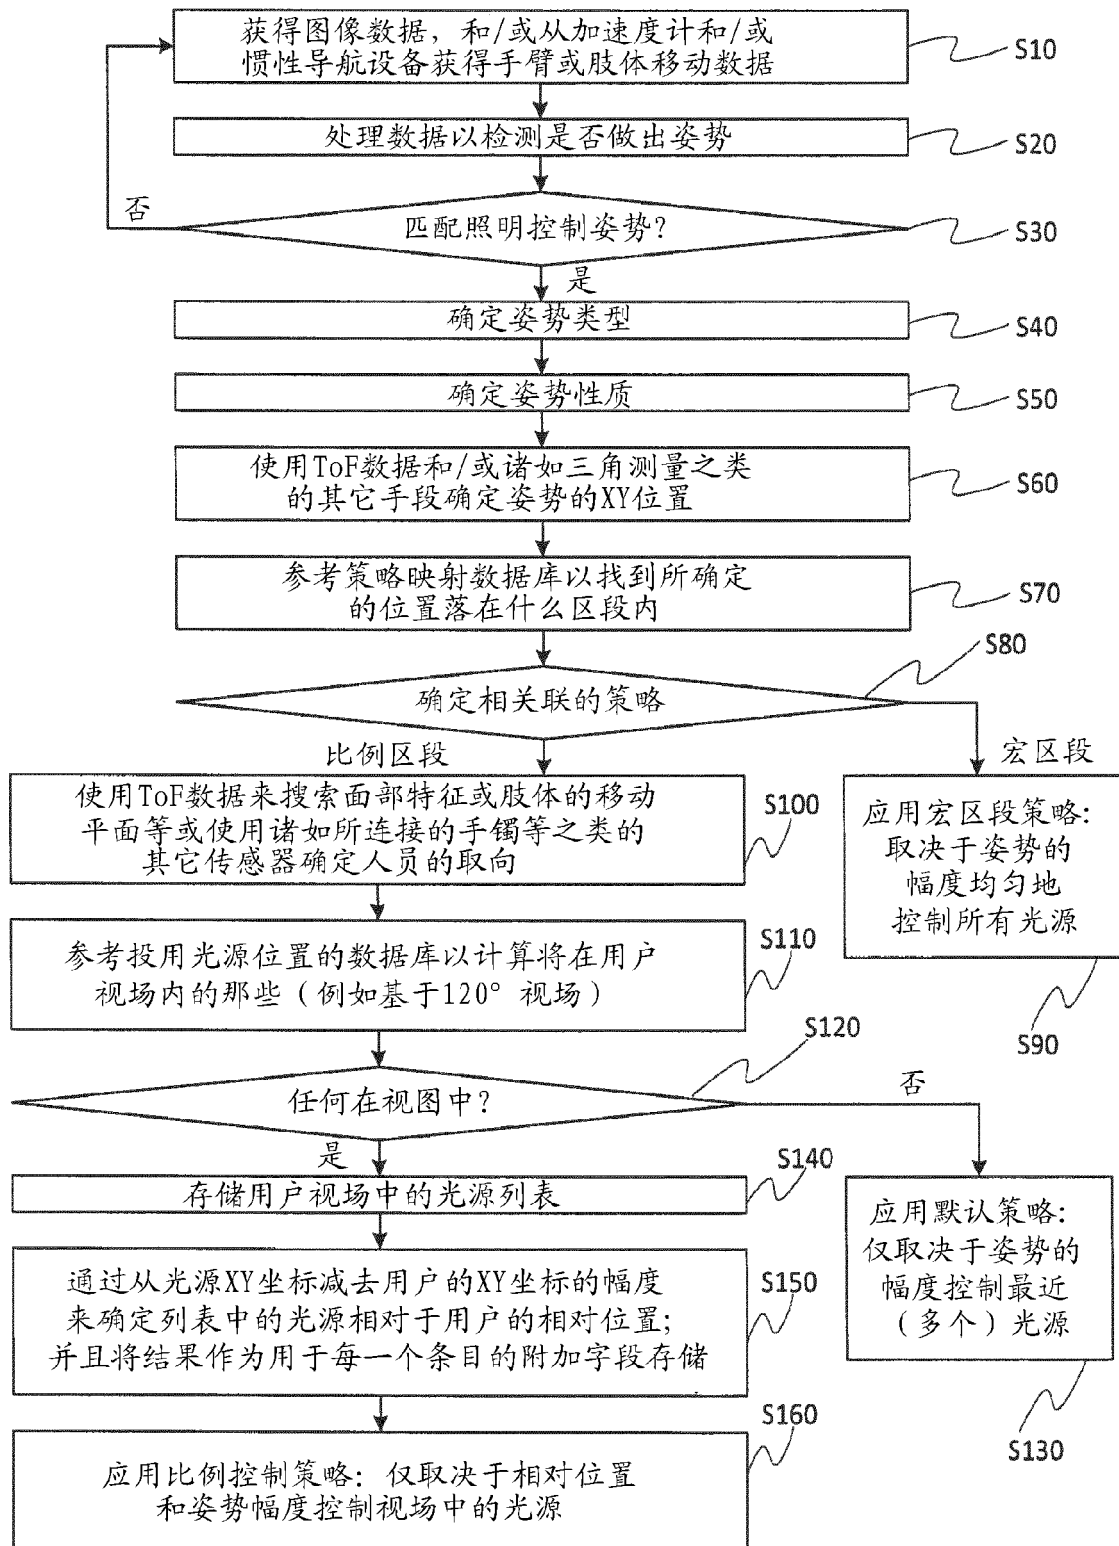 获得图像数据，和/或从加速度计和/或
惯性导航设备获得手臂或肢体移动数据
S10
处理数据以检测是否做出姿势
S20
否
匹配照明控制姿势？
S30
是
确定姿势类型
S40
确定姿势性质
S50
使用ToF数据和/或诸如三角测量之类
的其它手段确定姿势的XY位置
S60
参考策略映射数据库以找到所确定
的位置落在什么区段内
S70
S80
确定相关联的策略
比例区段
宏区段
使用ToF数据来搜索面部特征或肢体的移动
平面等或使用诸如所连接的手镯等之类的
其它传感器确定人员的取向
S100
应用宏区段策略：
取决于姿势的
幅度均匀地
控制所有光源
S90
参考投用光源位置的数据库以计算将在用户
视场内的那些（例如基于120°视场）
S110
S120
任何在视图中？
否
是
S140
存储用户视场中的光源列表
应用默认策略：
仅取决于姿势的
幅度控制最近
（多个）光源
S130
通过从光源XY坐标减去用户的XY坐标的幅度
来确定列表中的光源相对于用户的相对位置；
并且将结果作为用于每一个条目的附加字段存储
S150
S160
应用比例控制策略：仅取决于相对位置
和姿势幅度控制视场中的光源